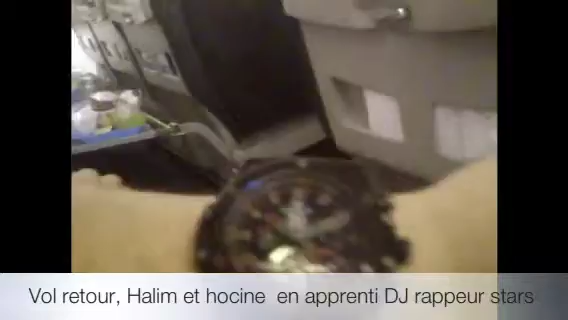 Vol retour, Halim et hocine en apprenti DJ rappeur stars